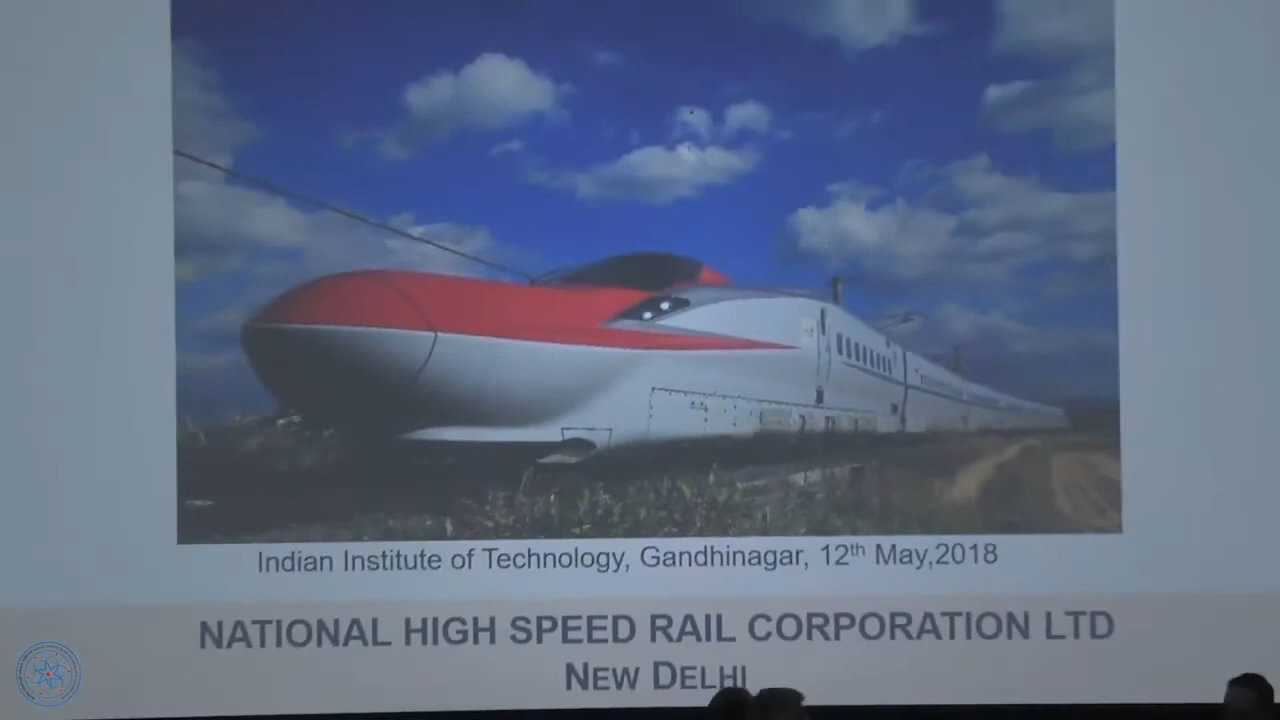 Indian Institute of Technology, Gandhinagar, 12th May,2018
NATIONAL HIGH SPEED RAIL CORPORATION LTD
NEW DELHI